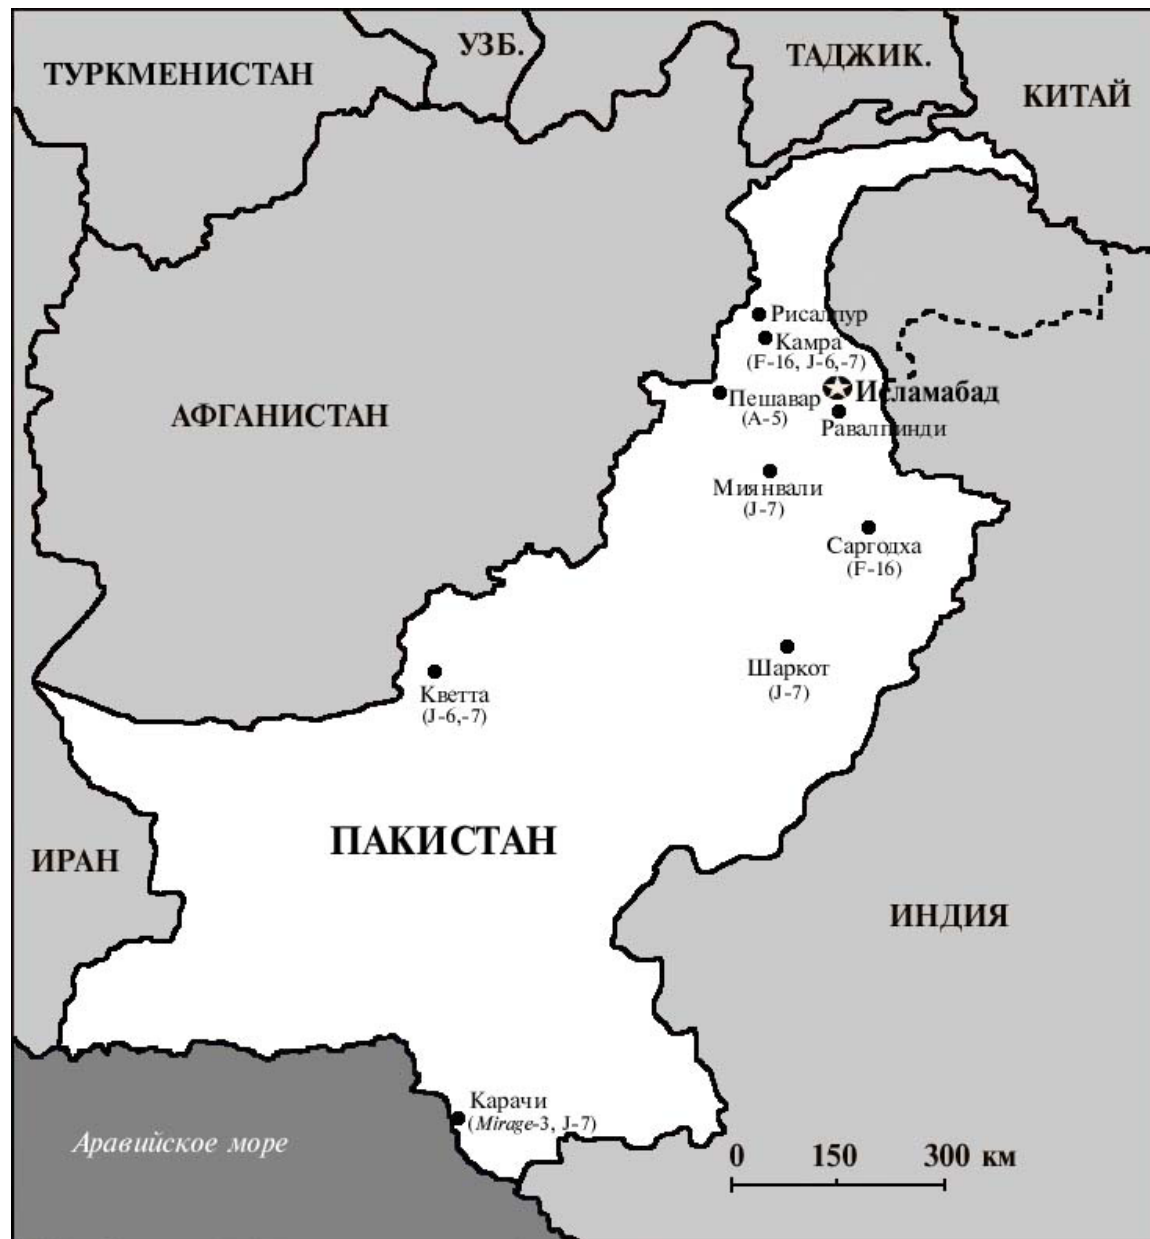 УЗБ.
ТАДЖИК.
ТУРКМЕНИСТАН
КИТАЙ
Рисалпур
Камра
(F-16, J-6,-7)
Исламабад
Пешавар
(A-5)
Равалпинди
АФГАНИСТАН
Миянвали
(J-7)
Саргодха
(F-16)
Шаркот
(J-7)
Кветта
(J-6,-7)
ПАКИСТАН
ИРАН
ИНДИЯ
Карачи
(Mirage-3, J-7)
Аравийское море
0 150 300 км